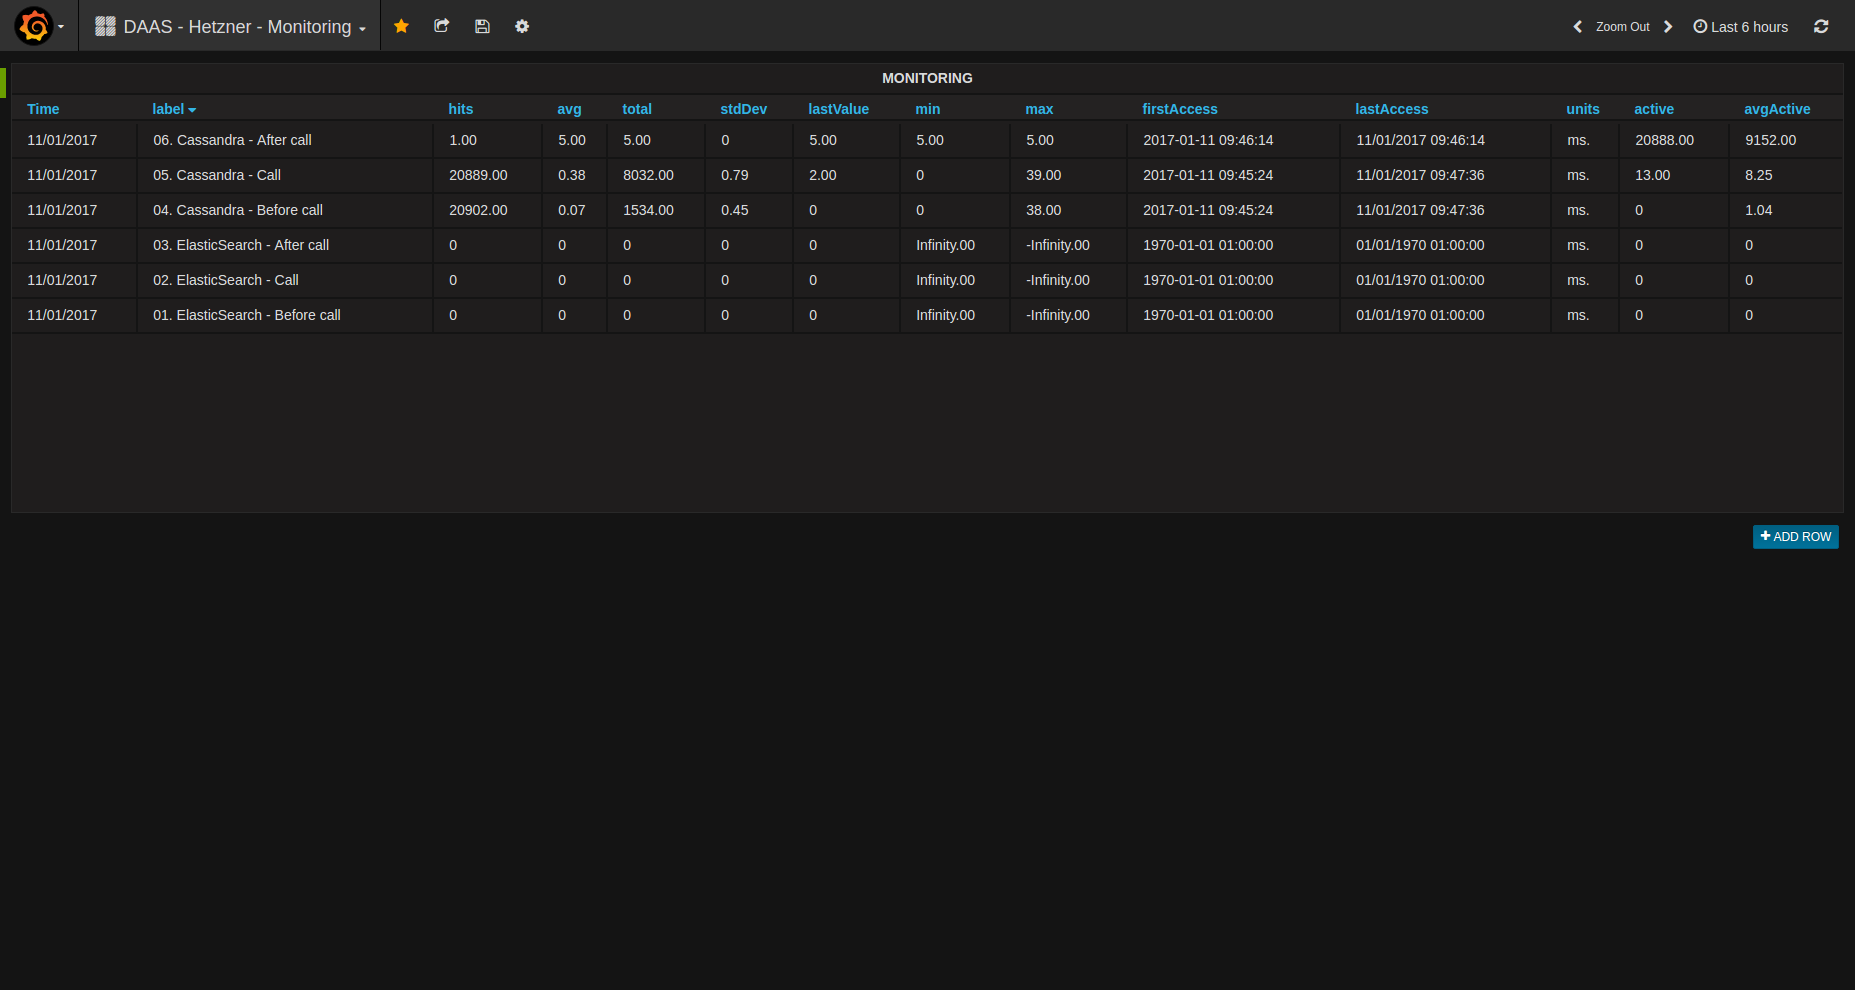 DAAS - Hetzner - Monitoring Zoom Out Last 6 hours
MONITORING
Time label hits avg total stdDev lastValue min max firstAccess lastAccess units active avgActive
11/01/2017 06. Cassandra - After call 1.00 5.00 5.00 0 5.00 5.00 5.00 2017-01-11 09:46:14 11/01/2017 09:46:14 ms. 20888.00 9152.00
11/01/2017 05. Cassandra - Call 20889.00 0.38 8032.00 0.79 2.00 0 39.00 2017-01-11 09:45:24 11/01/2017 09:47:36 ms. 13.00 8.25
11/01/2017 04. Cassandra - Before call 20902.00 0.07 1534.00 0.45 0 0 38.00 2017-01-11 09:45:24 11/01/2017 09:47:36 ms. 0 1.04
11/01/2017 03. ElasticSearch - After call 0 0 0 0 0 Infinity.00 -Infinity.00 1970-01-01 01:00:00 01/01/1970 01:00:00 ms. 0 0
11/01/2017 02. ElasticSearch - Call 0 0 0 0 0 Infinity.00 -Infinity.00 1970-01-01 01:00:00 01/01/1970 01:00:00 ms. 0 0
11/01/2017 01. ElasticSearch - Before call 0 0 0 0 0 Infinity.00 -Infinity.00 1970-01-01 01:00:00 01/01/1970 01:00:00 ms. 0 0
ADD ROW